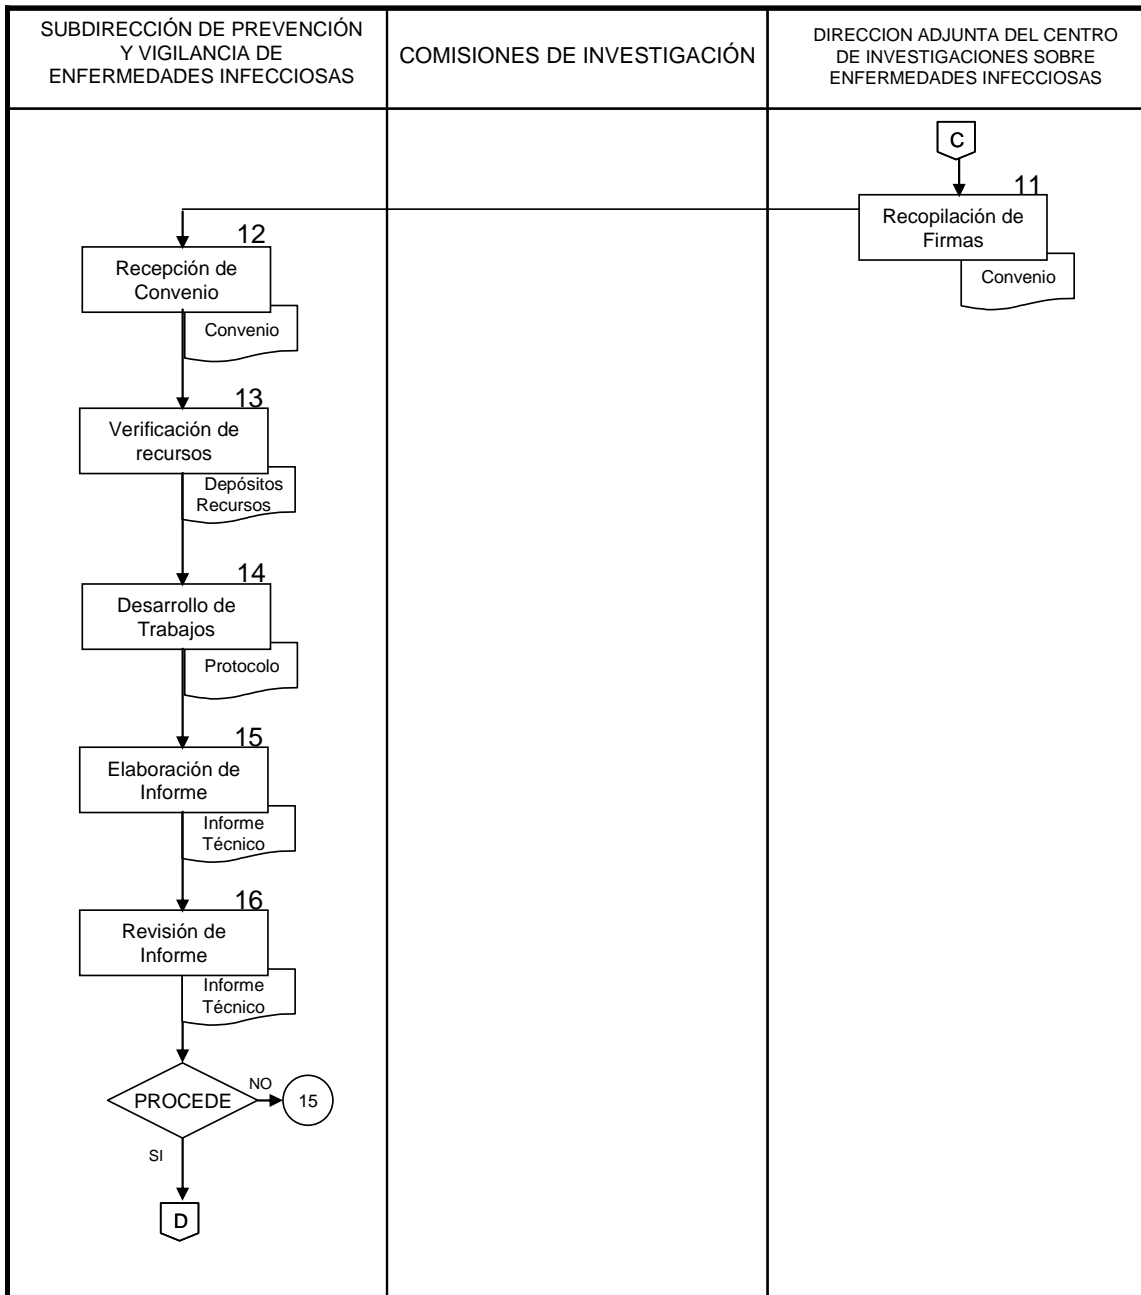 SUBDIRECCIÓN DE PREVENCIÓN
Y VIGILANCIA DE
ENFERMEDADES INFECCIOSAS
COMISIONES DE INVESTIGACIÓN
DIRECCION ADJUNTA DEL CENTRO
DE INVESTIGACIONES SOBRE
ENFERMEDADES INFECCIOSAS
C
11
Recopilación de
Firmas
Convenio
12
Recepción de
Convenio
Convenio
13
Verificación de
recursos
Depósitos
Recursos
14
Desarrollo de
Trabajos
Protocolo
15
Elaboración de
Informe
Informe
Técnico
16
Revisión de
Informe
Informe
Técnico
PROCEDE
NO
15
SI
D